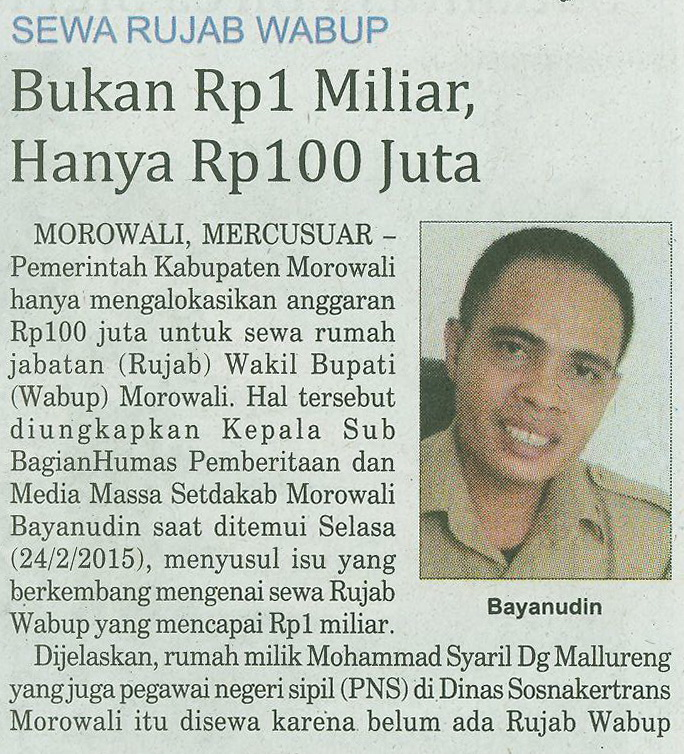 SEWA RUJAB WABUP
Bukan Rp1 Miliar,
Hanya Rp100 Juta
MOROWALI, MERCUSUAR –
Pemerintah Kabupaten Morowali
hanya mengalokasikan anggaran
Rp100 juta untuk sewa rumah
jabatan (Rujab) Wakil Bupati
(Wabup) Morowali. Hal tersebut
diungkapkan Kepala Sub
BagianHumas Pemberitaan dan
Media Massa Setdakab Morowali
Bayanudin saat ditemui Selasa
(24/2/2015), menyusul isu yang
berkembang mengenai sewa Rujab
Wabup yang mencapai Rp1 miliar.
Bayanudin
Dijelaskan, rumah milik Mohammad Syaril Dg Mallureng
yang juga pegawai negeri sipil (PNS) di Dinas Sosnakertrans
Morowali itu disewa karena belum ada Rujab Wabup